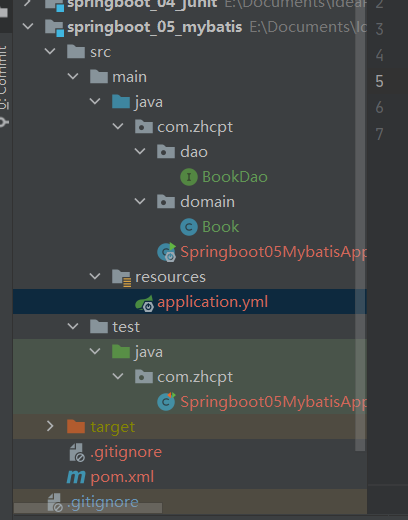 springboot_04_junit E:\Documents\Idea
2
springboot_05_mybatis E:\Documents\Id
3
src
4
main
5
java
6
com.zhcpt
7
dao
BookDao
domain
Book
Springboot05MybatisApp
resources
application.yml
test
java
com.zhcpt
Springboot05MybatisApp
target
.gitignore
pom.xml
.gitignore
Commit